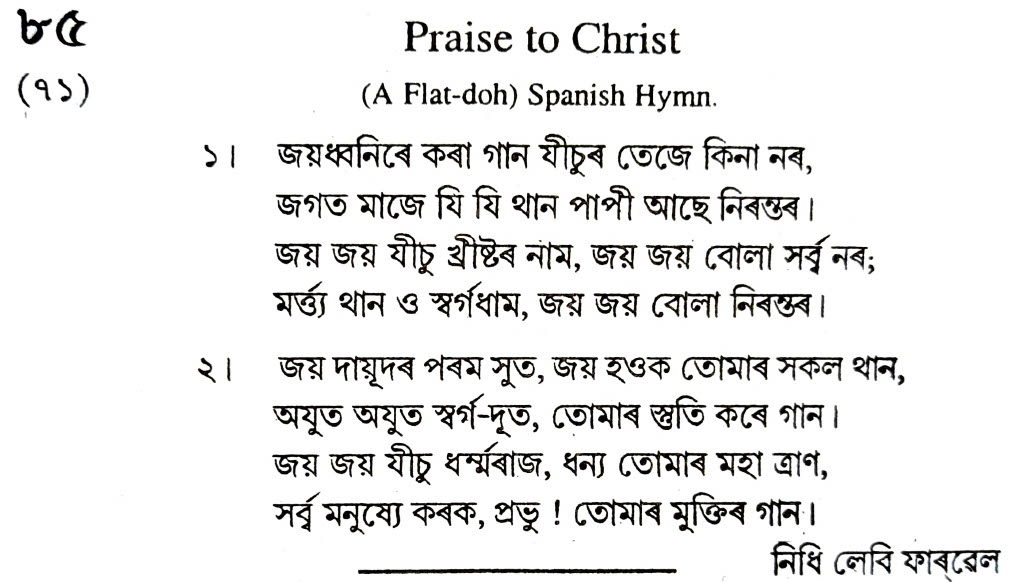 ৮৫
Praise to Christ
(৭১)
(A Flat-doh) Spanish Hymn.
১। জয়ধ্বনিৰে কৰা গান যীচুৰ তেজে কিনা নৰ,
জগত মাজে যি যি থান পাপী আছে নিৰন্তৰ।
জয় জয় যীচু খ্ৰীষ্টৰ নাম, জয় জয় বোলা সৰ্ব্ব নৰ;
মৰ্ত্ত্য থান ও স্বৰ্গধাম, জয় জয় বোলা নিৰন্তৰ।
২। জয় দায়ূদৰ পৰম সুত, জয় হওক তোমাৰ সকল থান,
অযুত অযুত স্বৰ্গ-দূত, তোমাৰ স্তুতি কৰে গান।
জয় জয় যীচু ধৰ্ম্মৰাজ, ধন্য তোমাৰ মহা ত্ৰাণ,
সৰ্ব্ব মনুষ্যে কৰক, প্ৰভু ! তোমাৰ মুক্তিৰ গান।
নিধি লেবি ফাৰৱেল